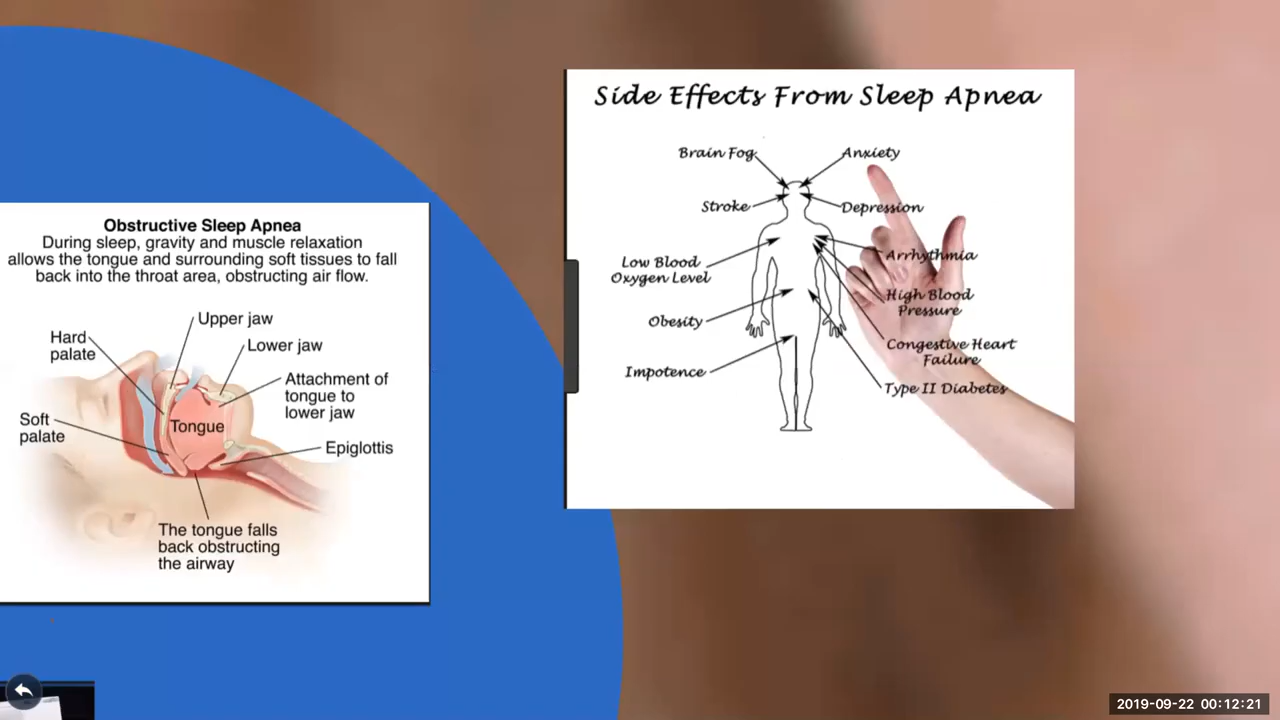 Obstructive Sleep Apnea
During sleep, gravity and muscle relaxation
allows the tongue and surrounding soft tissues to fall
back into the throat area, obstructing air flow.
Upper jaw
Hard
palate
Lower jaw
Attachment of
tongue to
lower jaw
Soft
palate
Tongue
Epiglottis
The tongue falls
back obstructing
the airway
Side Effects From Sleep Apnea
Brain Fog
Anxiety
Stroke
Depression
Low Blood
Oxygen Level
Arrhythmia
High Blood
Pressure
Obesity
Congestive Heart
Failure
Impotence
Type II Diabetes
2019-09-22 00:12:21